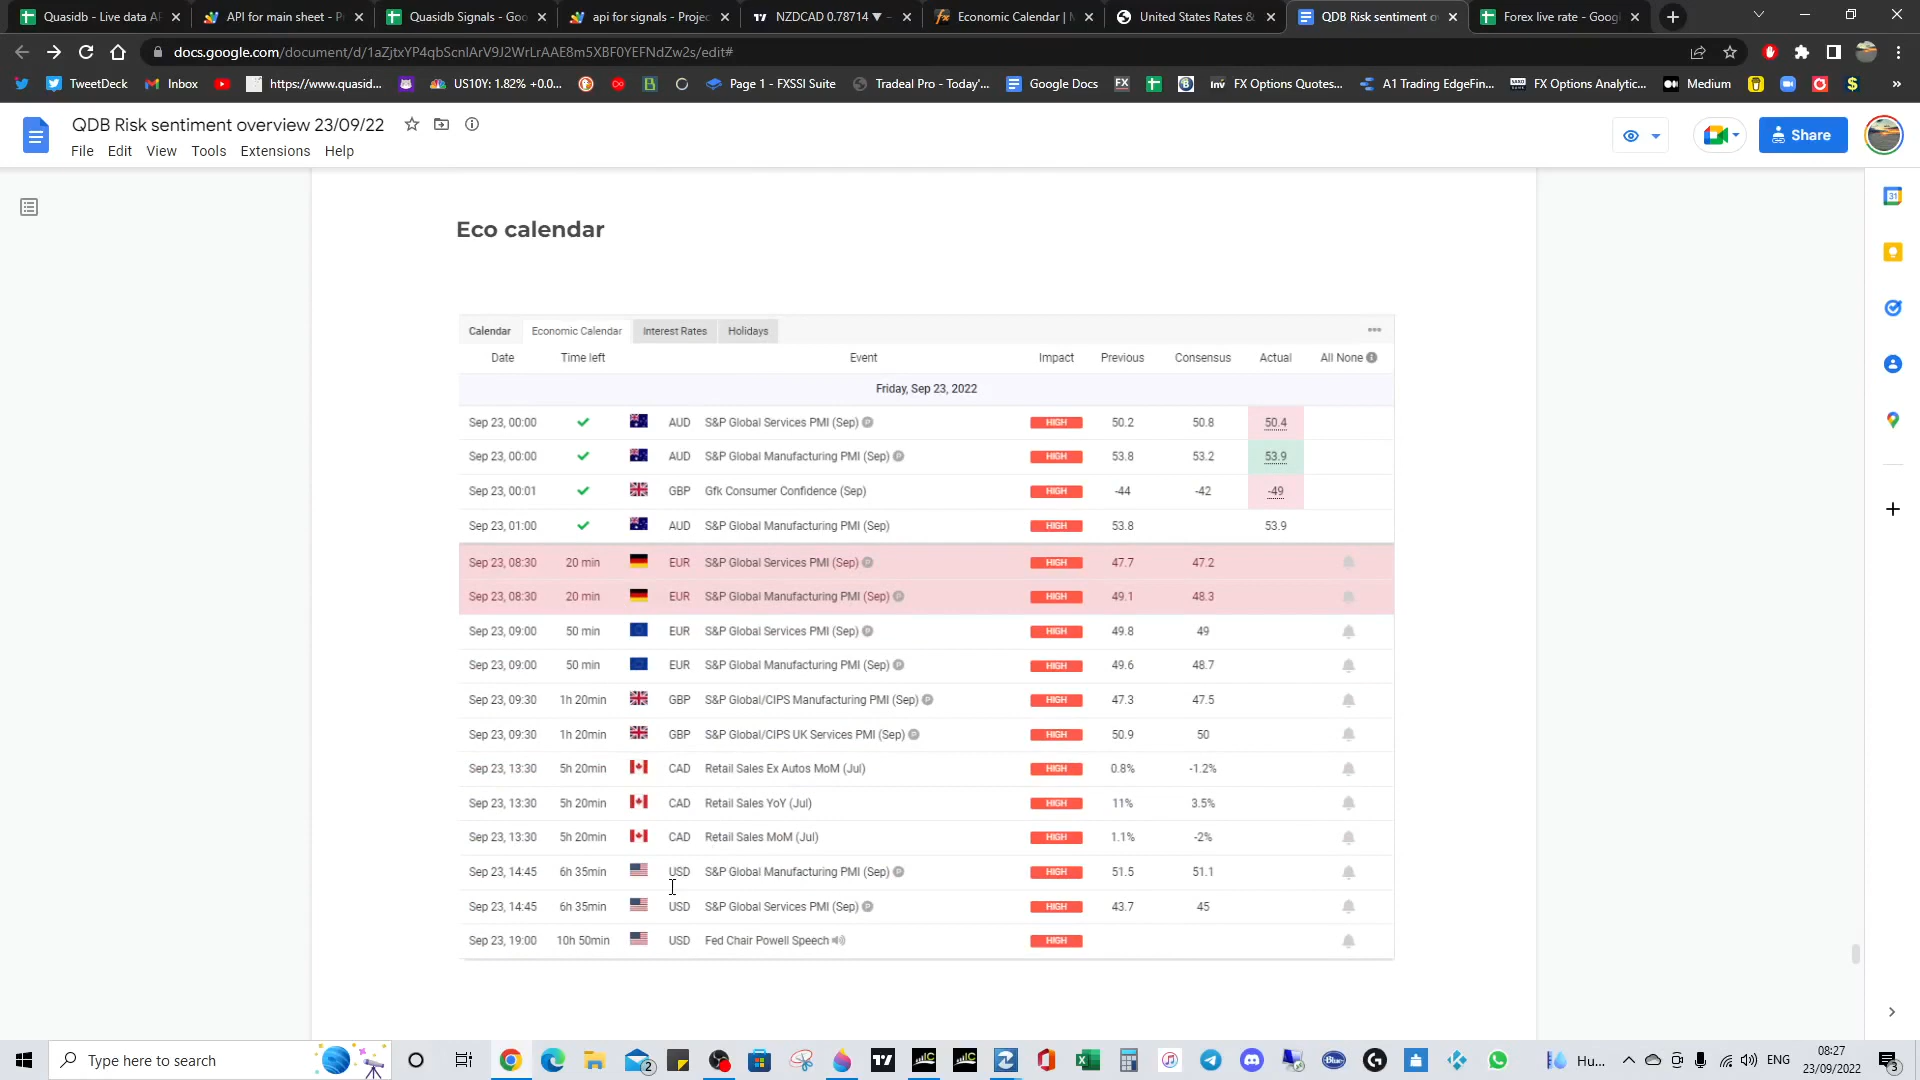 Quasidb - Live data A
API for main sheet - P
Quasidb Signals - Goo
api for signals - Projec
NZDCAD 0.78714 ▼ –
Economic Calendar | M
United States Rates &
QDB Risk sentiment o
Forex live rate - Googl
docs.google.com/document/d/1aZjtxYP4qbScnIArV9J2WrLrAAE8m5XBF0YEFNdZw2s/edit#
TweetDeck
Inbox
https://www.quasid...
US10Y: 1.82% +0.0...
Page 1 - FXSSI Suite
Tradeal Pro - Today'...
Google Docs
FX Options Quotes...
A1 Trading EdgeFin...
FX Options Analytic...
Medium
QDB Risk sentiment overview 23/09/22
File Edit View Tools Extensions Help
Share
Eco calendar
Calendar Economic Calendar Interest Rates Holidays
Date Time left Event Impact Previous Consensus Actual All None
Friday, Sep 23, 2022
Sep 23, 00:00 AUD S&P Global Services PMI (Sep) HIGH 50.2 50.8 50.4
Sep 23, 00:00 AUD S&P Global Manufacturing PMI (Sep) HIGH 53.8 53.2 53.9
Sep 23, 00:01 GBP Gfk Consumer Confidence (Sep) HIGH -44 -42 -49
Sep 23, 01:00 AUD S&P Global Manufacturing PMI (Sep) HIGH 53.8 53.9
Sep 23, 08:30 20 min EUR S&P Global Services PMI (Sep) HIGH 47.7 47.2
Sep 23, 08:30 20 min EUR S&P Global Manufacturing PMI (Sep) HIGH 49.1 48.3
Sep 23, 09:00 50 min EUR S&P Global Services PMI (Sep) HIGH 49.8 49
Sep 23, 09:00 50 min EUR S&P Global Manufacturing PMI (Sep) HIGH 49.6 48.7
Sep 23, 09:30 1h 20min GBP S&P Global/CIPS Manufacturing PMI (Sep) HIGH 47.3 47.5
Sep 23, 09:30 1h 20min GBP S&P Global/CIPS UK Services PMI (Sep) HIGH 50.9 50
Sep 23, 13:30 5h 20min CAD Retail Sales Ex Autos MoM (Jul) HIGH 0.8% -1.2%
Sep 23, 13:30 5h 20min CAD Retail Sales YoY (Jul) HIGH 11% 3.5%
Sep 23, 13:30 5h 20min CAD Retail Sales MoM (Jul) HIGH 1.1% -2%
Sep 23, 14:45 6h 35min USD S&P Global Manufacturing PMI (Sep) HIGH 51.5 51.1
Sep 23, 14:45 6h 35min USD S&P Global Services PMI (Sep) HIGH 43.7 45
Sep 23, 19:00 10h 50min USD Fed Chair Powell Speech HIGH
Type here to search
Hu...
ENG
08:27
23/09/2022